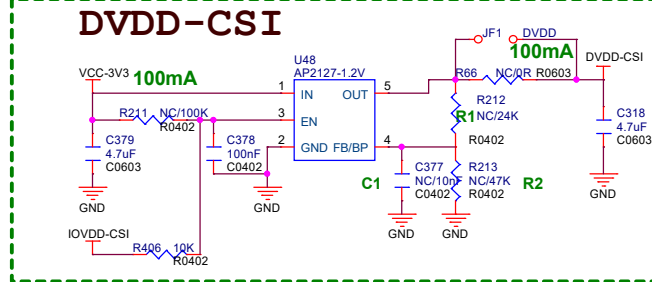 DVDD-CSI
JF1 DVDD
100mA
U48
AP2127-1.2V
DVDD-CSI
VCC-3V3 100mA
R66 NC/0R R0603
1 IN OUT 5
R211 NC/100K
R0402
3 EN
R212
R1 NC/24K
R0402
C318
4.7uF
C0603
C379
4.7uF
C0603
C378
100nF
C0402
2 GND FB/BP 4
C1
C377
NC/10nF
C0402
R213
NC/47K
R0402
R2
GND
GND
GND
GND
GND
IOVDD-CSI
R406 10K
R0402